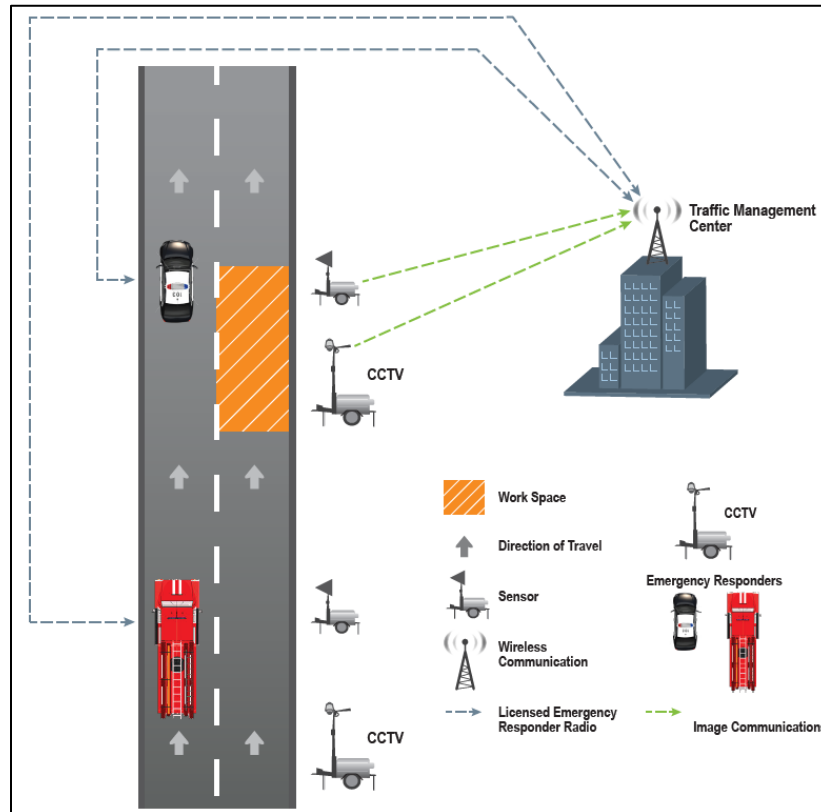 Traffic Management
Center
CCTV
Work Space
CCTV
Direction of Travel
Emergency Responders
Sensor
Wireless
Communication
CCTV
Licensed Emergency
Responder Radio
Image Communications